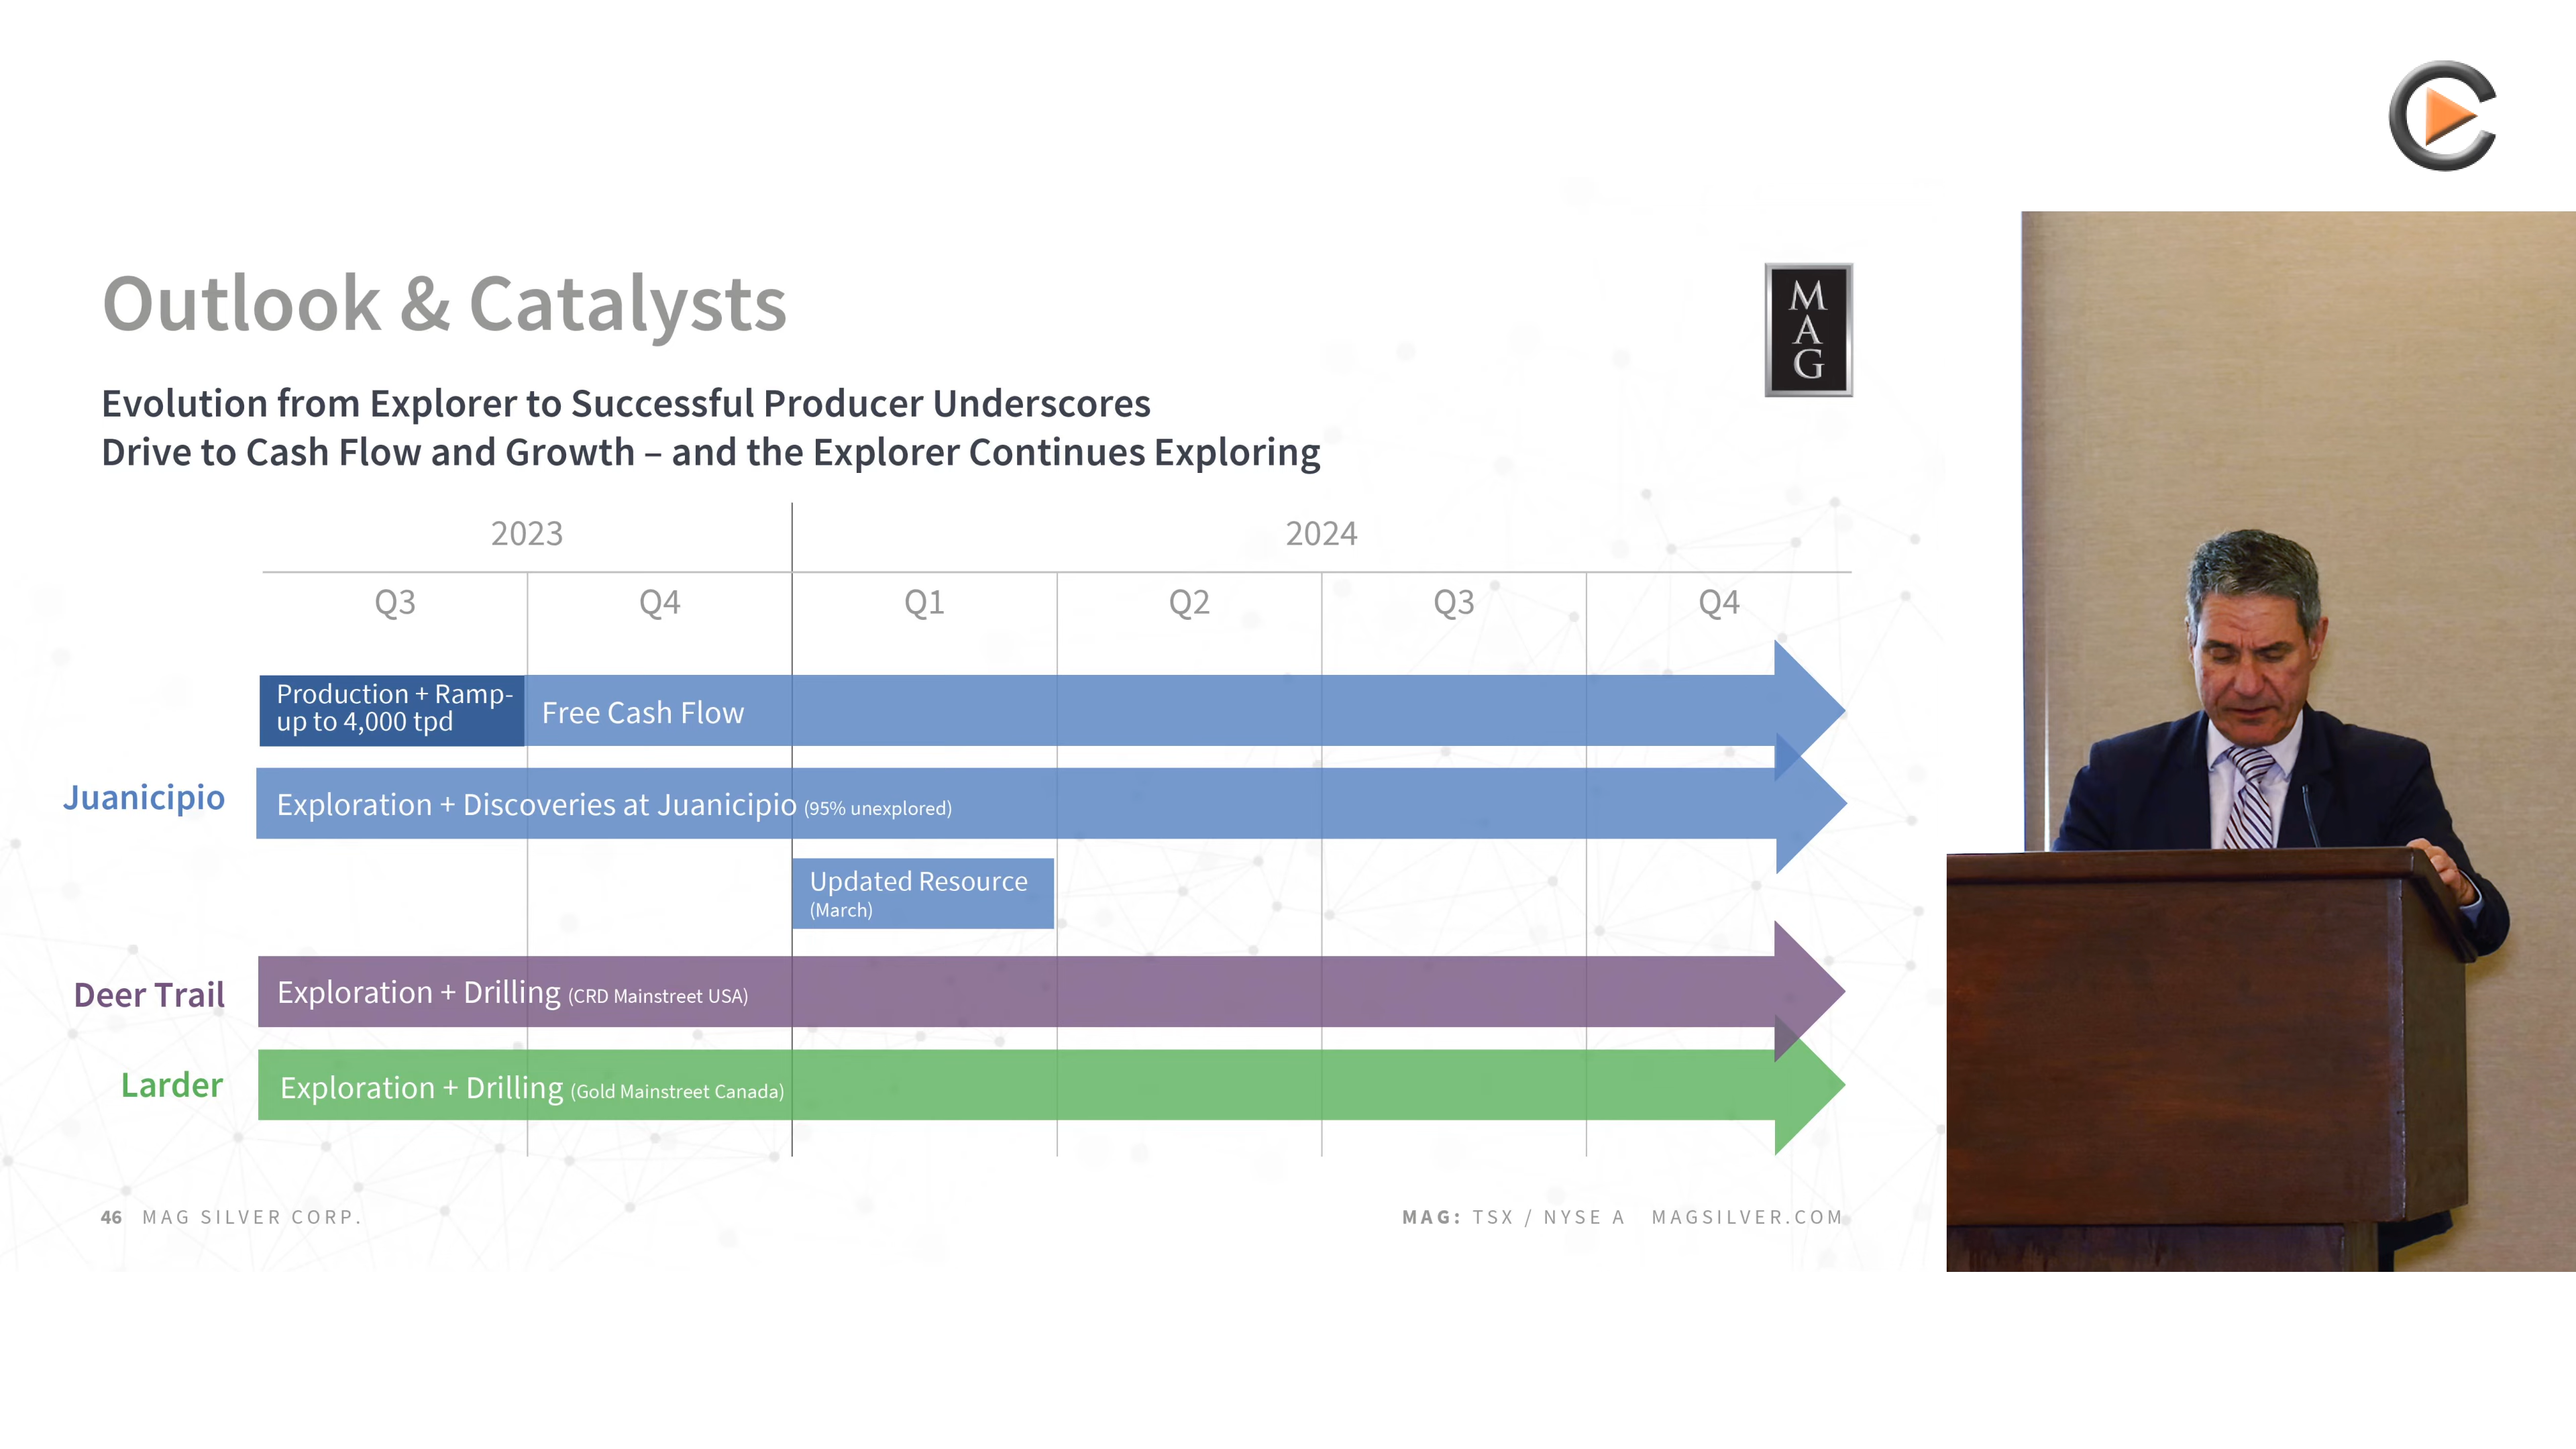 Outlook & Catalysts
MAG
Evolution from Explorer to Successful Producer Underscores
Drive to Cash Flow and Growth – and the Explorer Continues Exploring
2023 2024
Q3 Q4 Q1 Q2 Q3 Q4
Production + Ramp-
up to 4,000 tpd
Free Cash Flow
Juanicipio
Exploration + Discoveries at Juanicipio (95% unexplored)
Updated Resource
(March)
Deer Trail
Exploration + Drilling (CRD Mainstreet USA)
Larder
Exploration + Drilling (Gold Mainstreet Canada)
46 MAG SILVER CORP.
MAG: TSX / NYSE A MAGSILVER.COM